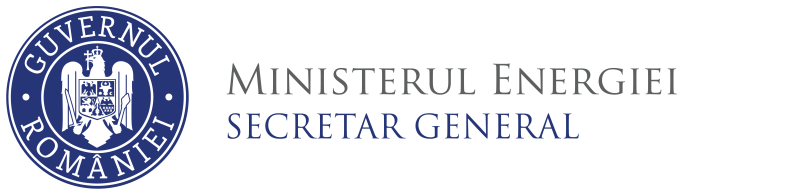 GUVERNUL
ROMÂNIEI
MINISTERUL ENERGIEI
SECRETAR GENERAL